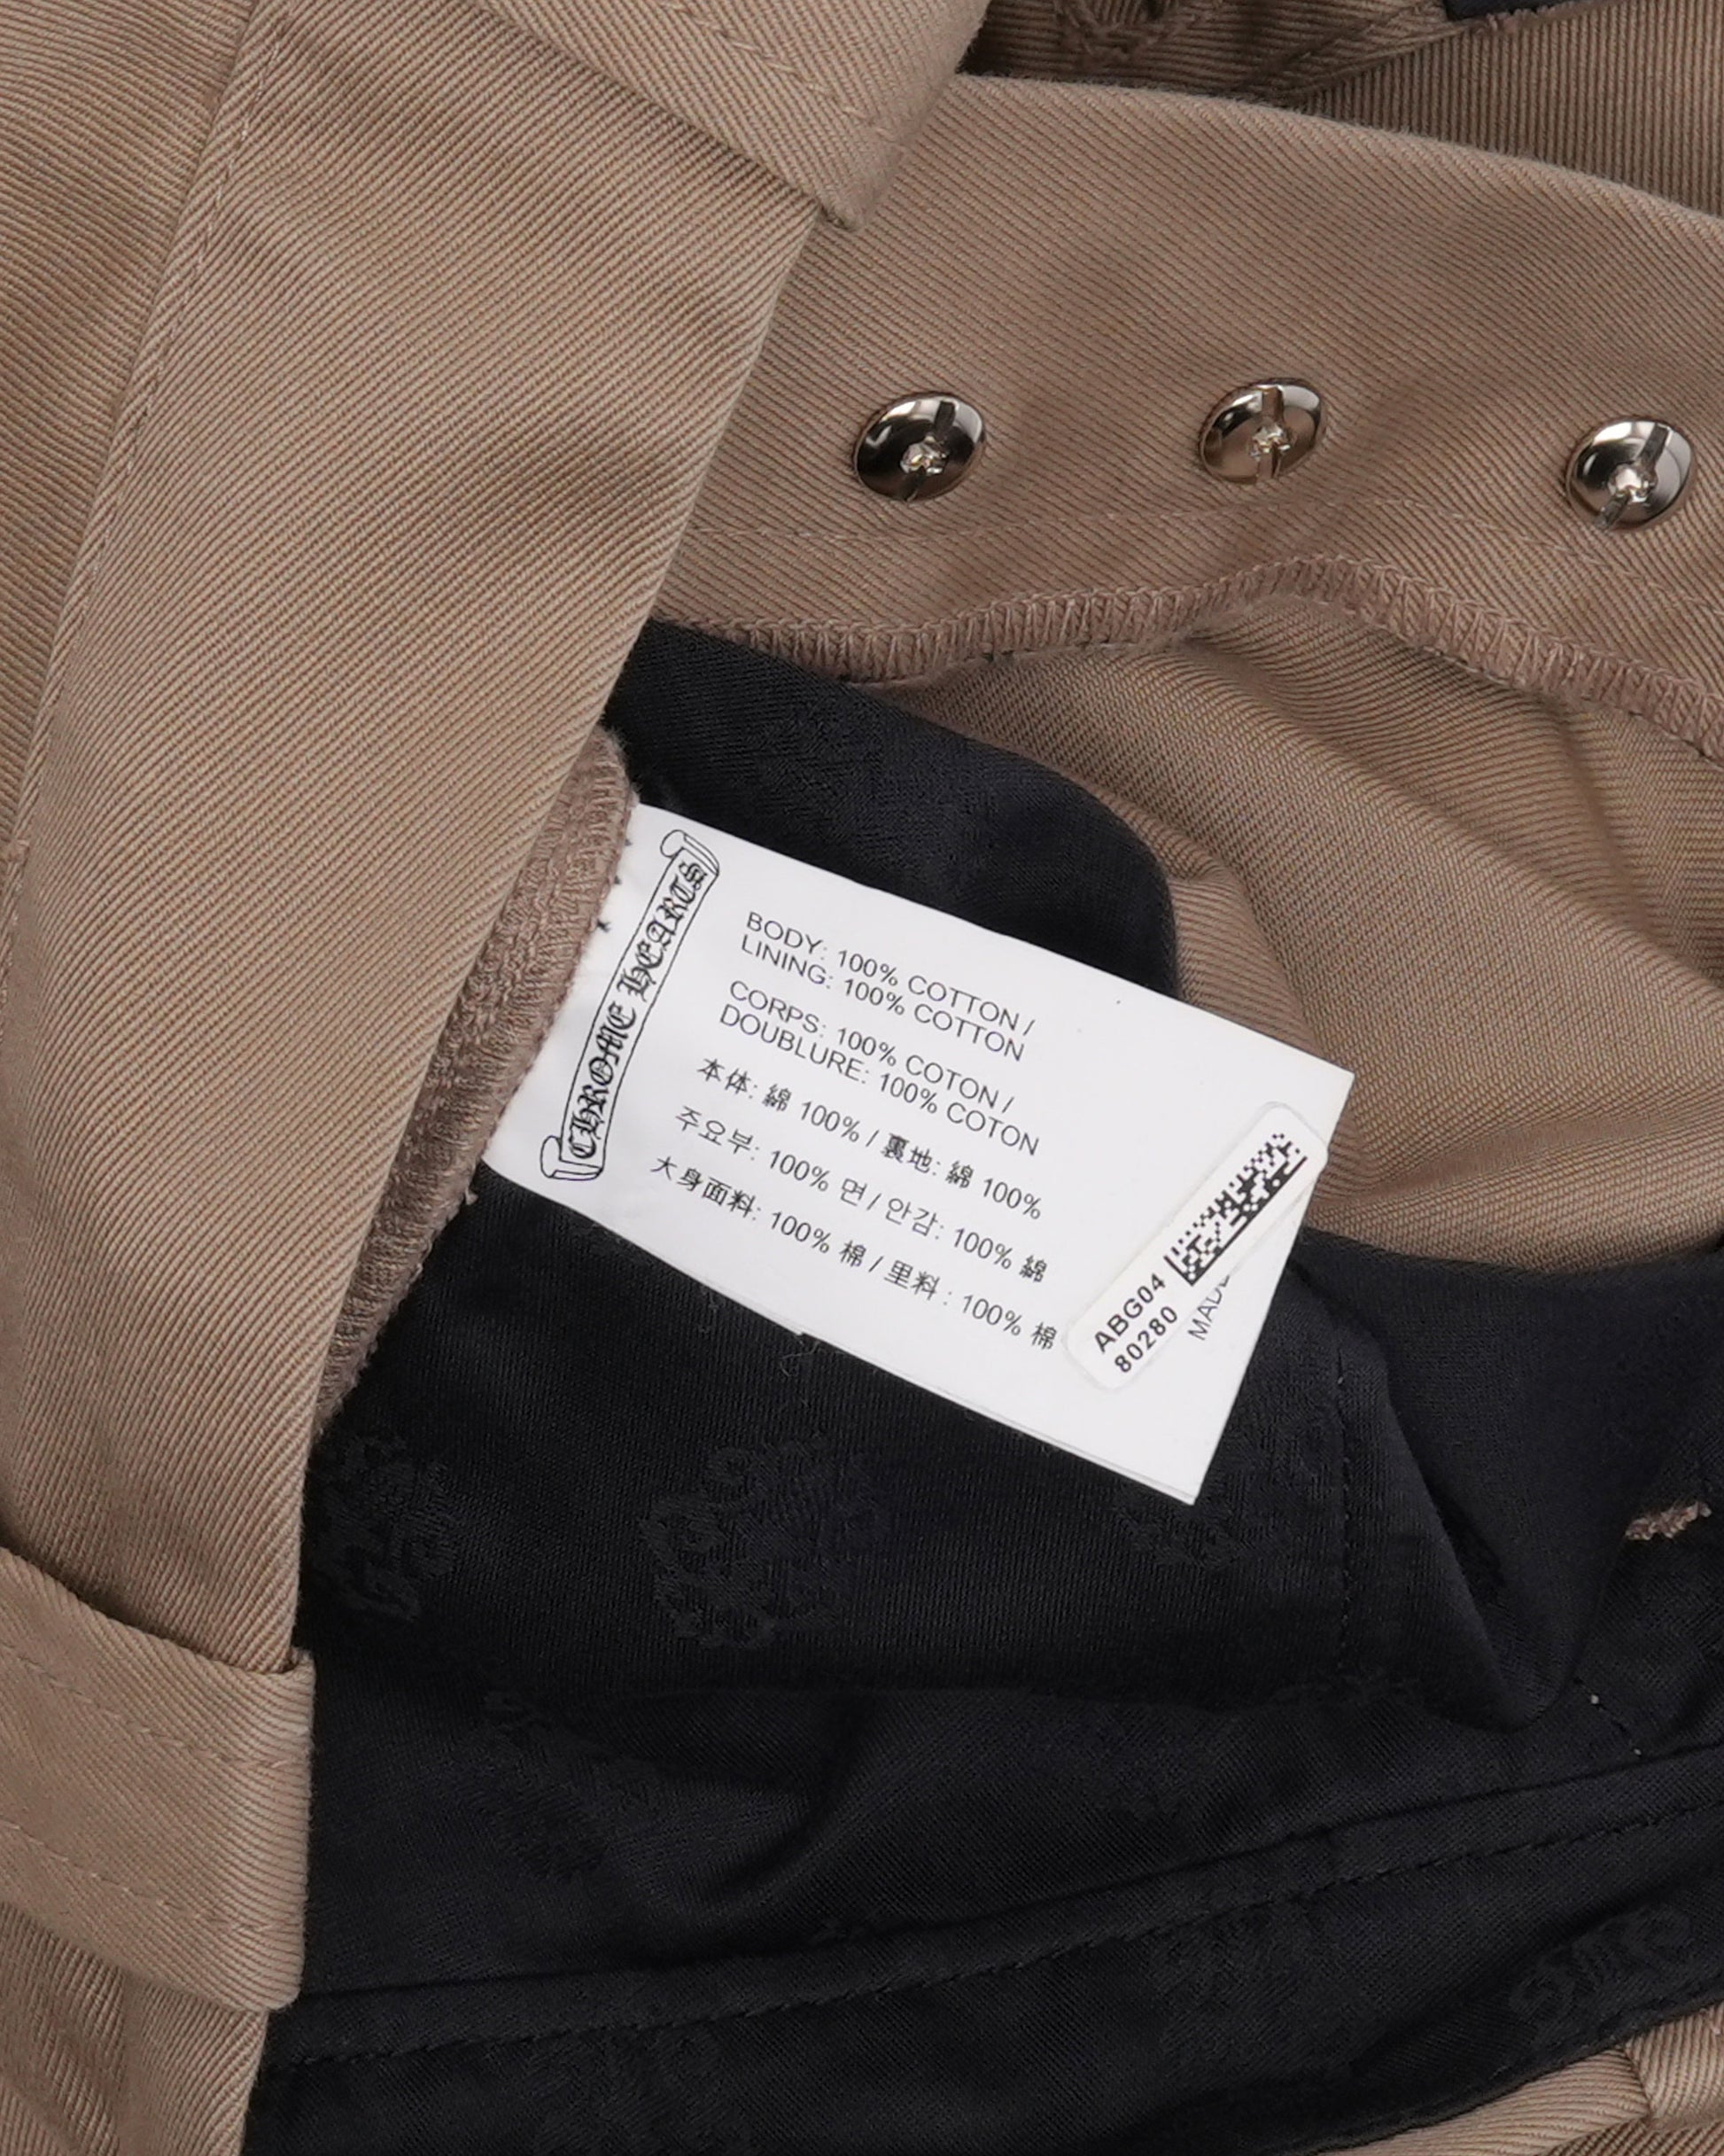 CHROME HEARTS
BODY: 100% COTTON /
LINING: 100% COTTON
CORPS: 100% COTON /
DOUBLURE: 100% COTON
本体: 綿 100% / 裏地: 綿 100%
주요부: 100% 면 / 안감: 100% 綿
大身面料: 100% 棉 / 里料 : 100% 棉
ABG04
80280
MADE